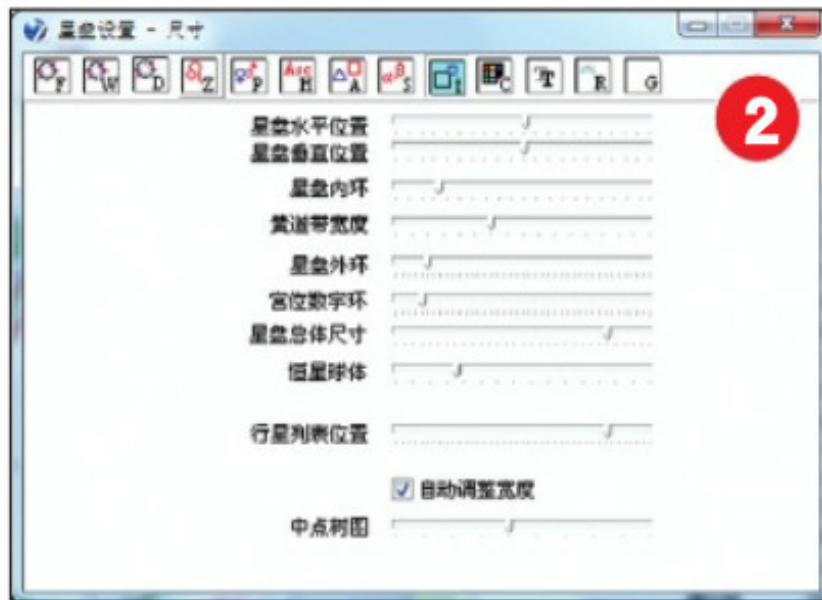 星盘设置 - 尺寸
F W D Z P M A S I C T R G
2
星盘水平位置
星盘垂直位置
星盘内环
黄道带宽度
星盘外环
宫位数字环
星盘总体尺寸
恒星球体
行星列表位置
自动调整宽度
中点树图